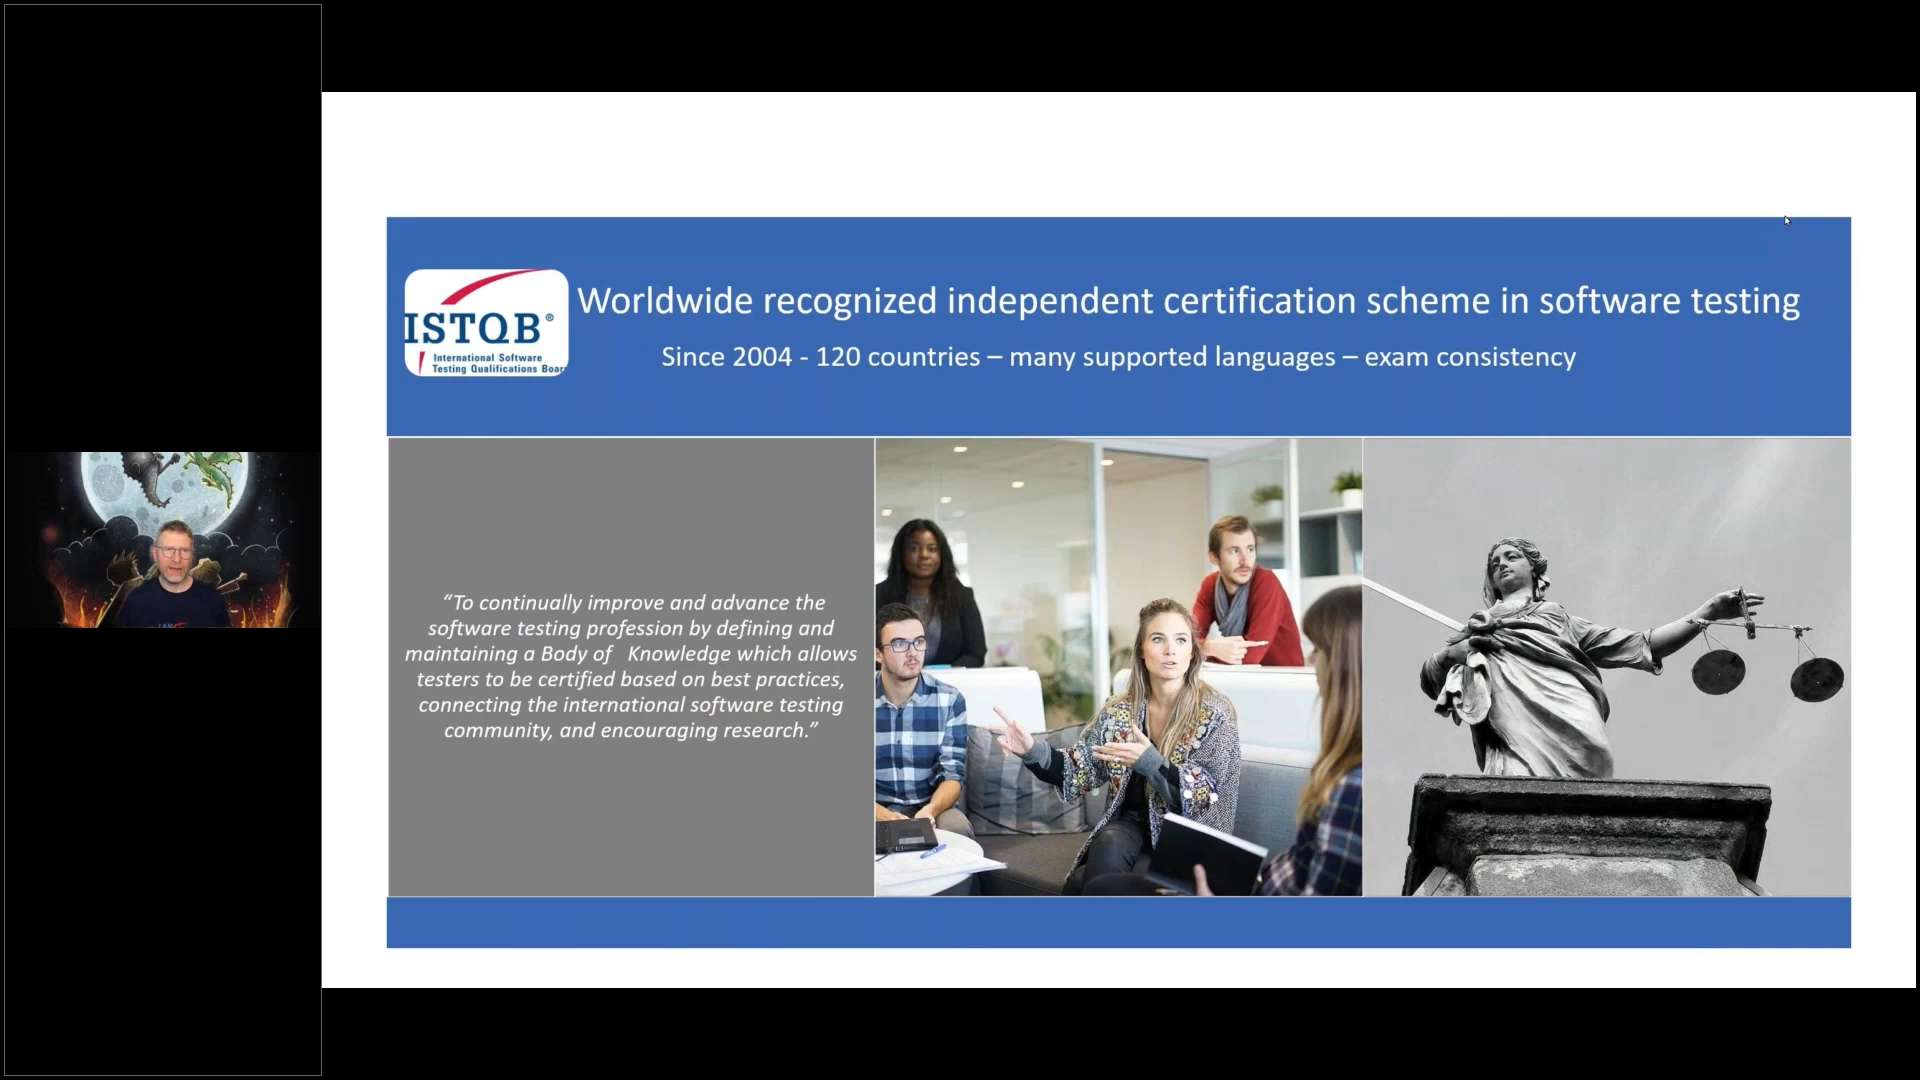 ISTQB®
International Software
Testing Qualifications Boar
Worldwide recognized independent certification scheme in software testing
Since 2004 - 120 countries – many supported languages – exam consistency
“To continually improve and advance the
software testing profession by defining and
maintaining a Body of Knowledge which allows
testers to be certified based on best practices,
connecting the international software testing
community, and encouraging research.”